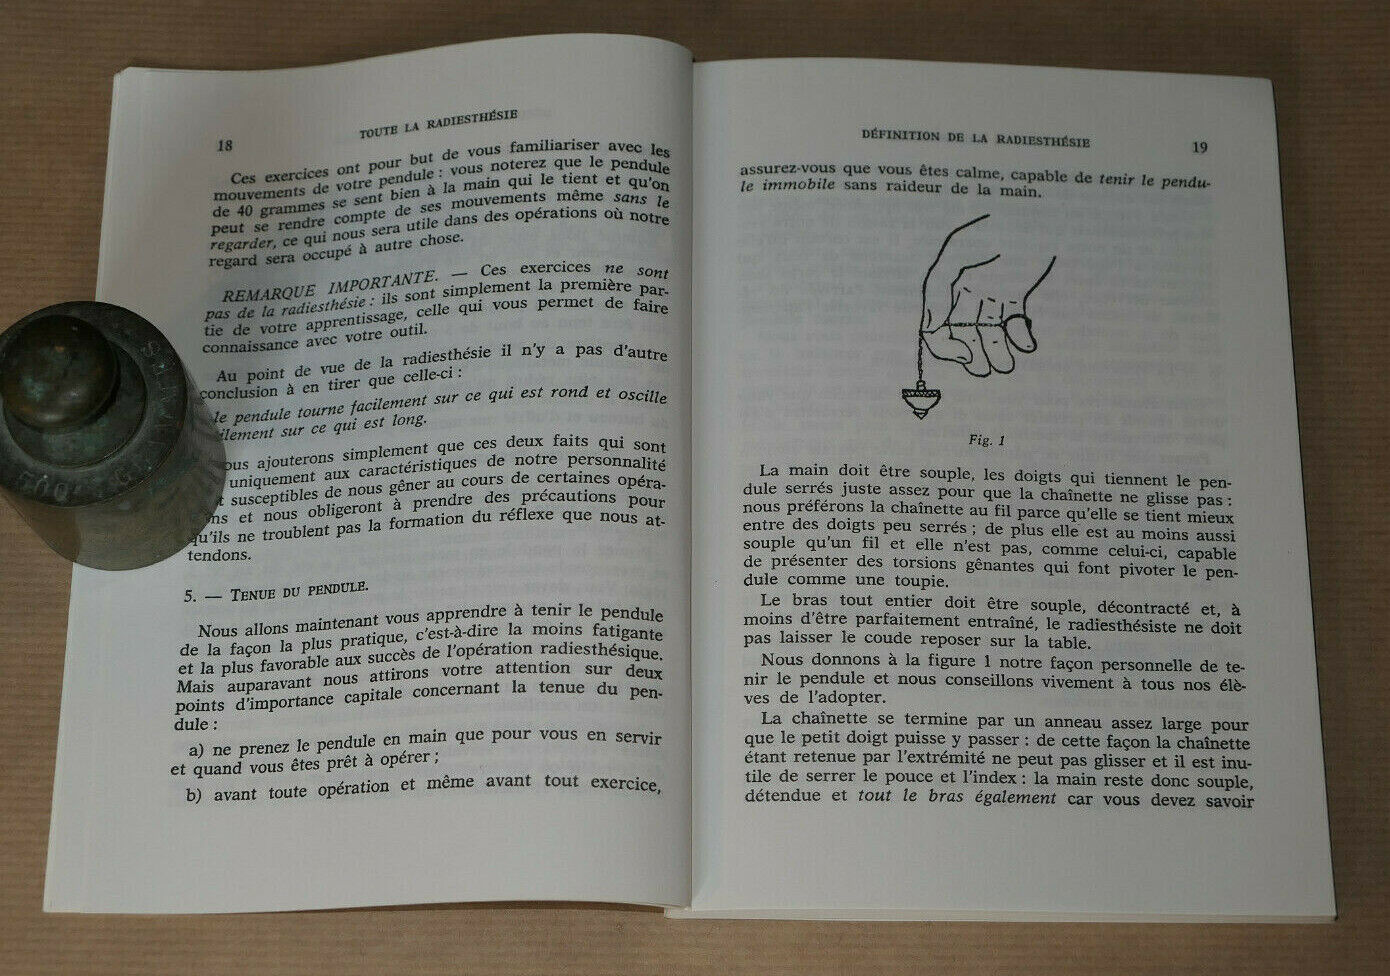 18
TOUTE LA RADIESTHÉSIE
Ces exercices ont pour but de vous familiariser avec les
mouvements de votre pendule : vous noterez que le pendule
de 40 grammes se sent bien à la main qui le tient et qu'on
peut se rendre compte de ses mouvements même sans le
regarder, ce qui nous sera utile dans des opérations où notre
regard sera occupé à autre chose.
REMARQUE IMPORTANTE. — Ces exercices ne sont
pas de la radiesthésie : ils sont simplement la première par-
tie de votre apprentissage, celle qui vous permet de faire
connaissance avec votre outil.
Au point de vue de la radiesthésie il n'y a pas d'autre
conclusion à en tirer que celle-ci :
le pendule tourne facilement sur ce qui est rond et oscille
ilement sur ce qui est long.
ous ajouterons simplement que ces deux faits qui sont
uniquement aux caractéristiques de notre personnalité
susceptibles de nous gêner au cours de certaines opéra-
ns et nous obligeront à prendre des précautions pour
qu'ils ne troublent pas la formation du réflexe que nous at-
tendons.
5. — TENUE DU PENDULE.
Nous allons maintenant vous apprendre à tenir le pendule
de la façon la plus pratique, c'est-à-dire la moins fatigante
et la plus favorable aux succès de l'opération radiesthésique.
Mais auparavant nous attirons votre attention sur deux
points d'importance capitale concernant la tenue du pen-
dule :
a) ne prenez le pendule en main que pour vous en servir
et quand vous êtes prêt à opérer ;
b) avant toute opération et même avant tout exercice,
DÉFINITION DE LA RADIESTHÉSIE
19
assurez-vous que vous êtes calme, capable de tenir le pendu-
le immobile sans raideur de la main.
Fig. 1
La main doit être souple, les doigts qui tiennent le pen-
dule serrés juste assez pour que la chaînette ne glisse pas :
nous préférons la chaînette au fil parce qu'elle se tient mieux
entre des doigts peu serrés ; de plus elle est au moins aussi
souple qu'un fil et elle n'est pas, comme celui-ci, capable
de présenter des torsions gênantes qui font pivoter le pen-
dule comme une toupie.
Le bras tout entier doit être souple, décontracté et, à
moins d'être parfaitement entraîné, le radiesthésiste ne doit
pas laisser le coude reposer sur la table.
Nous donnons à la figure 1 notre façon personnelle de te-
nir le pendule et nous conseillons vivement à tous nos élè-
ves de l'adopter.
La chaînette se termine par un anneau assez large pour
que le petit doigt puisse y passer : de cette façon la chaînette
étant retenue par l'extrémité ne peut pas glisser et il est inu-
tile de serrer le pouce et l'index : la main reste donc souple,
détendue et tout le bras également car vous devez savoir